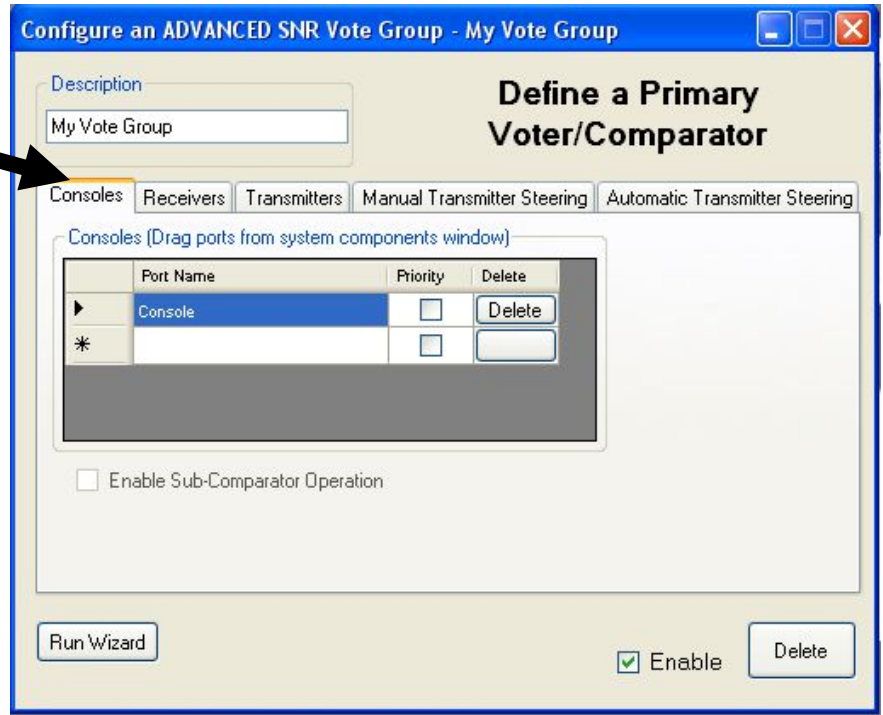 Configure an ADVANCED SNR Vote Group - My Vote Group
Description
My Vote Group
Define a Primary
Voter/Comparator
Consoles Receivers Transmitters Manual Transmitter Steering Automatic Transmitter Steering
Consoles (Drag ports from system components window)
Port Name Priority Delete
Console Delete
Enable Sub-Comparator Operation
Run Wizard
Enable
Delete